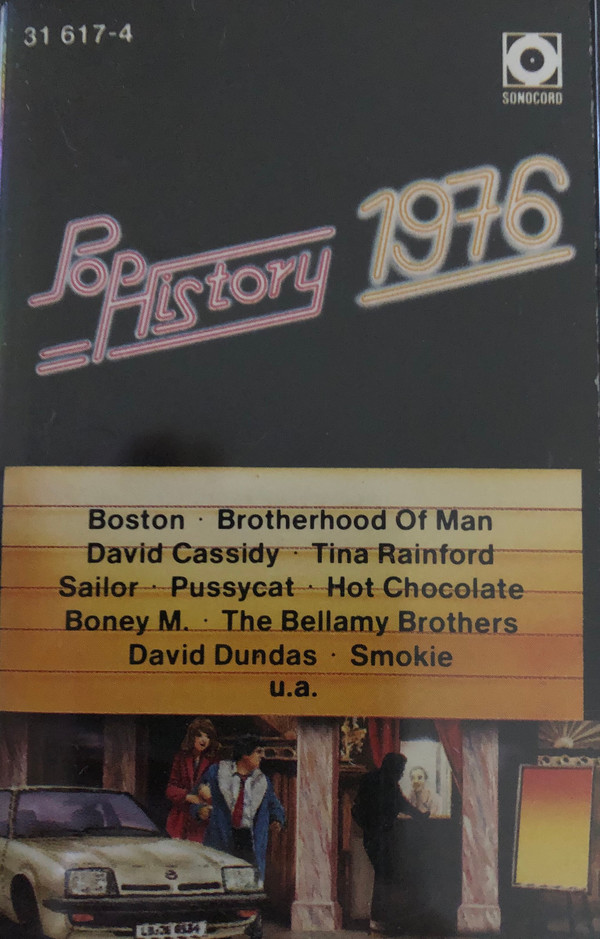 31 617-4
SONOCORD
Pop History 1976
Boston · Brotherhood Of Man
David Cassidy · Tina Rainford
Sailor · Pussycat · Hot Chocolate
Boney M. · The Bellamy Brothers
David Dundas · Smokie
u.a.